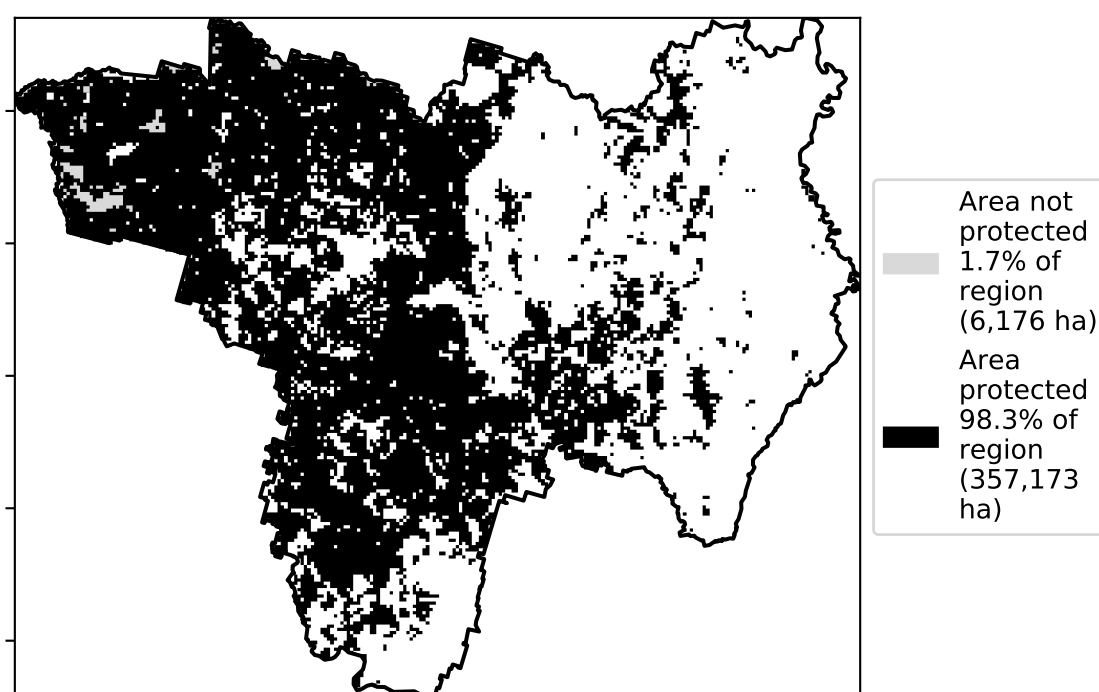 Area not
protected
1.7% of
region
(6,176 ha)
Area
protected
98.3% of
region
(357,173
ha)